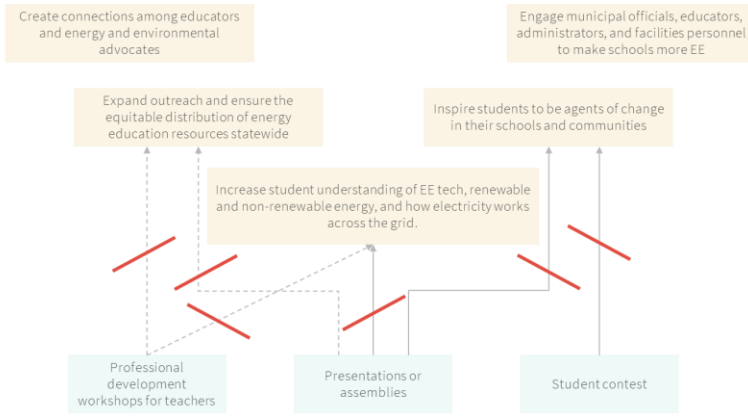 Create connections among educators
and energy and environmental
advocates
Engage municipal officials, educators,
administrators, and facilities personnel
to make schools more EE
Expand outreach and ensure the
equitable distribution of energy
education resources statewide
Inspire students to be agents of change
in their schools and communities
Increase student understanding of EE tech, renewable
and non-renewable energy, and how electricity works
across the grid.
Professional
development
workshops for teachers
Presentations or
assemblies
Student contest